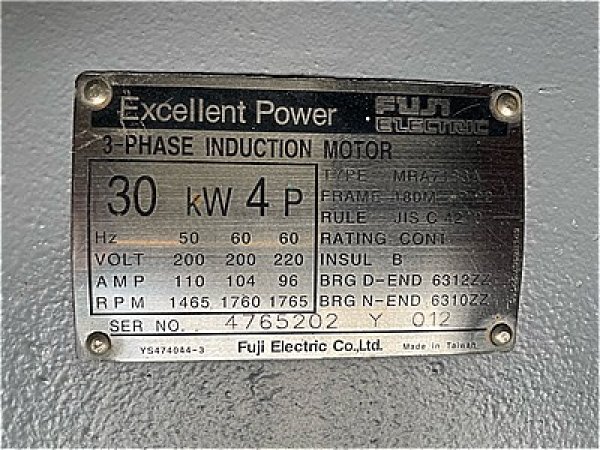 Excellent Power FUJI ELECTRIC
3-PHASE INDUCTION MOTOR
30 kW 4 P
Hz 50 60 60
VOLT 200 200 220
AMP 110 104 96
RPM 1465 1760 1765
TYPE
FRAME 180M
RULE JIS C
RATING CONT.
INSUL B
BRG D-END 6312ZZ
BRG N-END 6310ZZ
SER NO. 4765202 Y 012
YS474044-3 Fuji Electric Co.,Ltd. Made in Taiwan